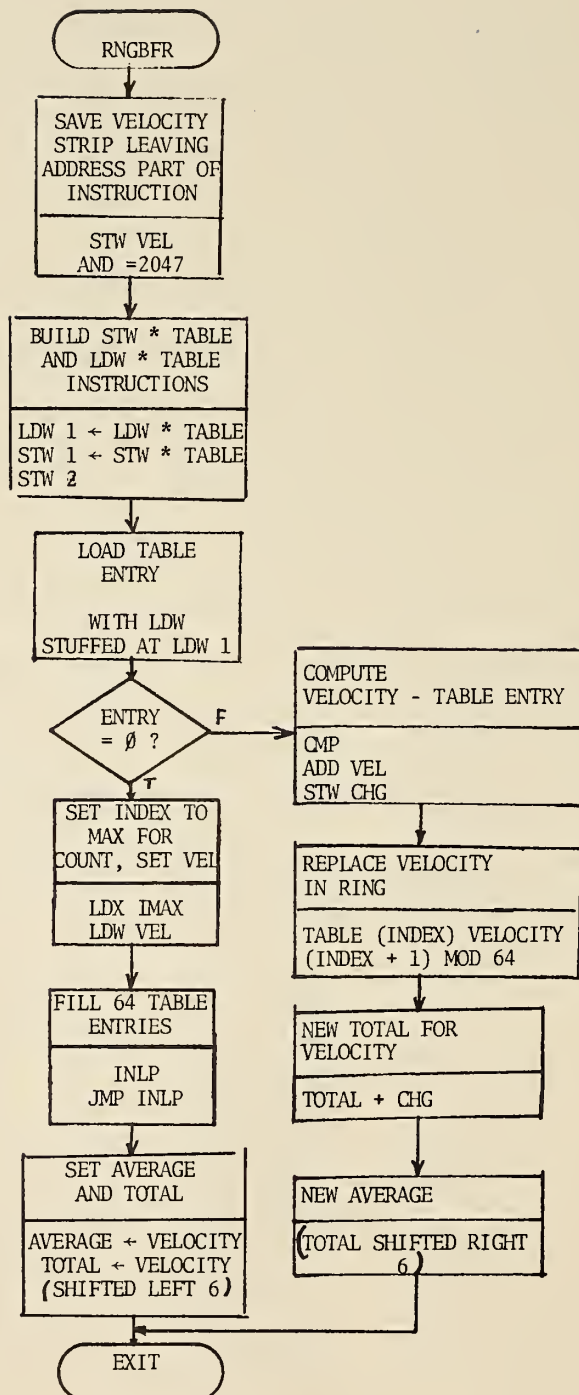 RNGBFR
SAVE VELOCITY
STRIP LEAVING
ADDRESS PART OF
INSTRUCTION
STW VEL
AND =2047
BUILD STW * TABLE
AND LDW * TABLE
INSTRUCTIONS
LDW 1 ← LDW * TABLE
STW 1 ← STW * TABLE
STW 2
LOAD TABLE
ENTRY
WITH LDW
STUFFED AT LDW 1
ENTRY
= Ø ?
F
T
SET INDEX TO
MAX FOR
COUNT, SET VEL
LDX IMAX
LDW VEL
FILL 64 TABLE
ENTRIES
INLP
JMP INLP
SET AVERAGE
AND TOTAL
AVERAGE ← VELOCITY
TOTAL ← VELOCITY
(SHIFTED LEFT 6)
COMPUTE
VELOCITY - TABLE ENTRY
CMP
ADD VEL
STW CHG
REPLACE VELOCITY
IN RING
TABLE (INDEX) VELOCITY
(INDEX + 1) MOD 64
NEW TOTAL FOR
VELOCITY
TOTAL + CHG
NEW AVERAGE
(TOTAL SHIFTED RIGHT
6)
EXIT